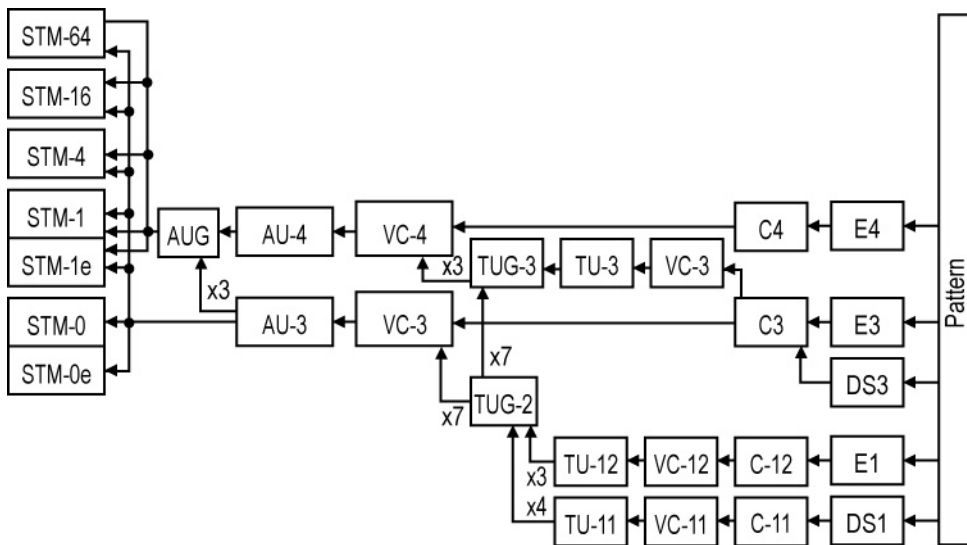 STM-64
STM-16
STM-4
STM-1
STM-1e
STM-0
STM-0e
AUG
x3
AU-4
AU-3
VC-4
VC-3
x3
x7
TUG-3
x7
TUG-2
x3
x4
TU-3
VC-3
TU-12
TU-11
VC-12
VC-11
C4
C3
C-12
C-11
E4
E3
DS3
E1
DS1
Pattern